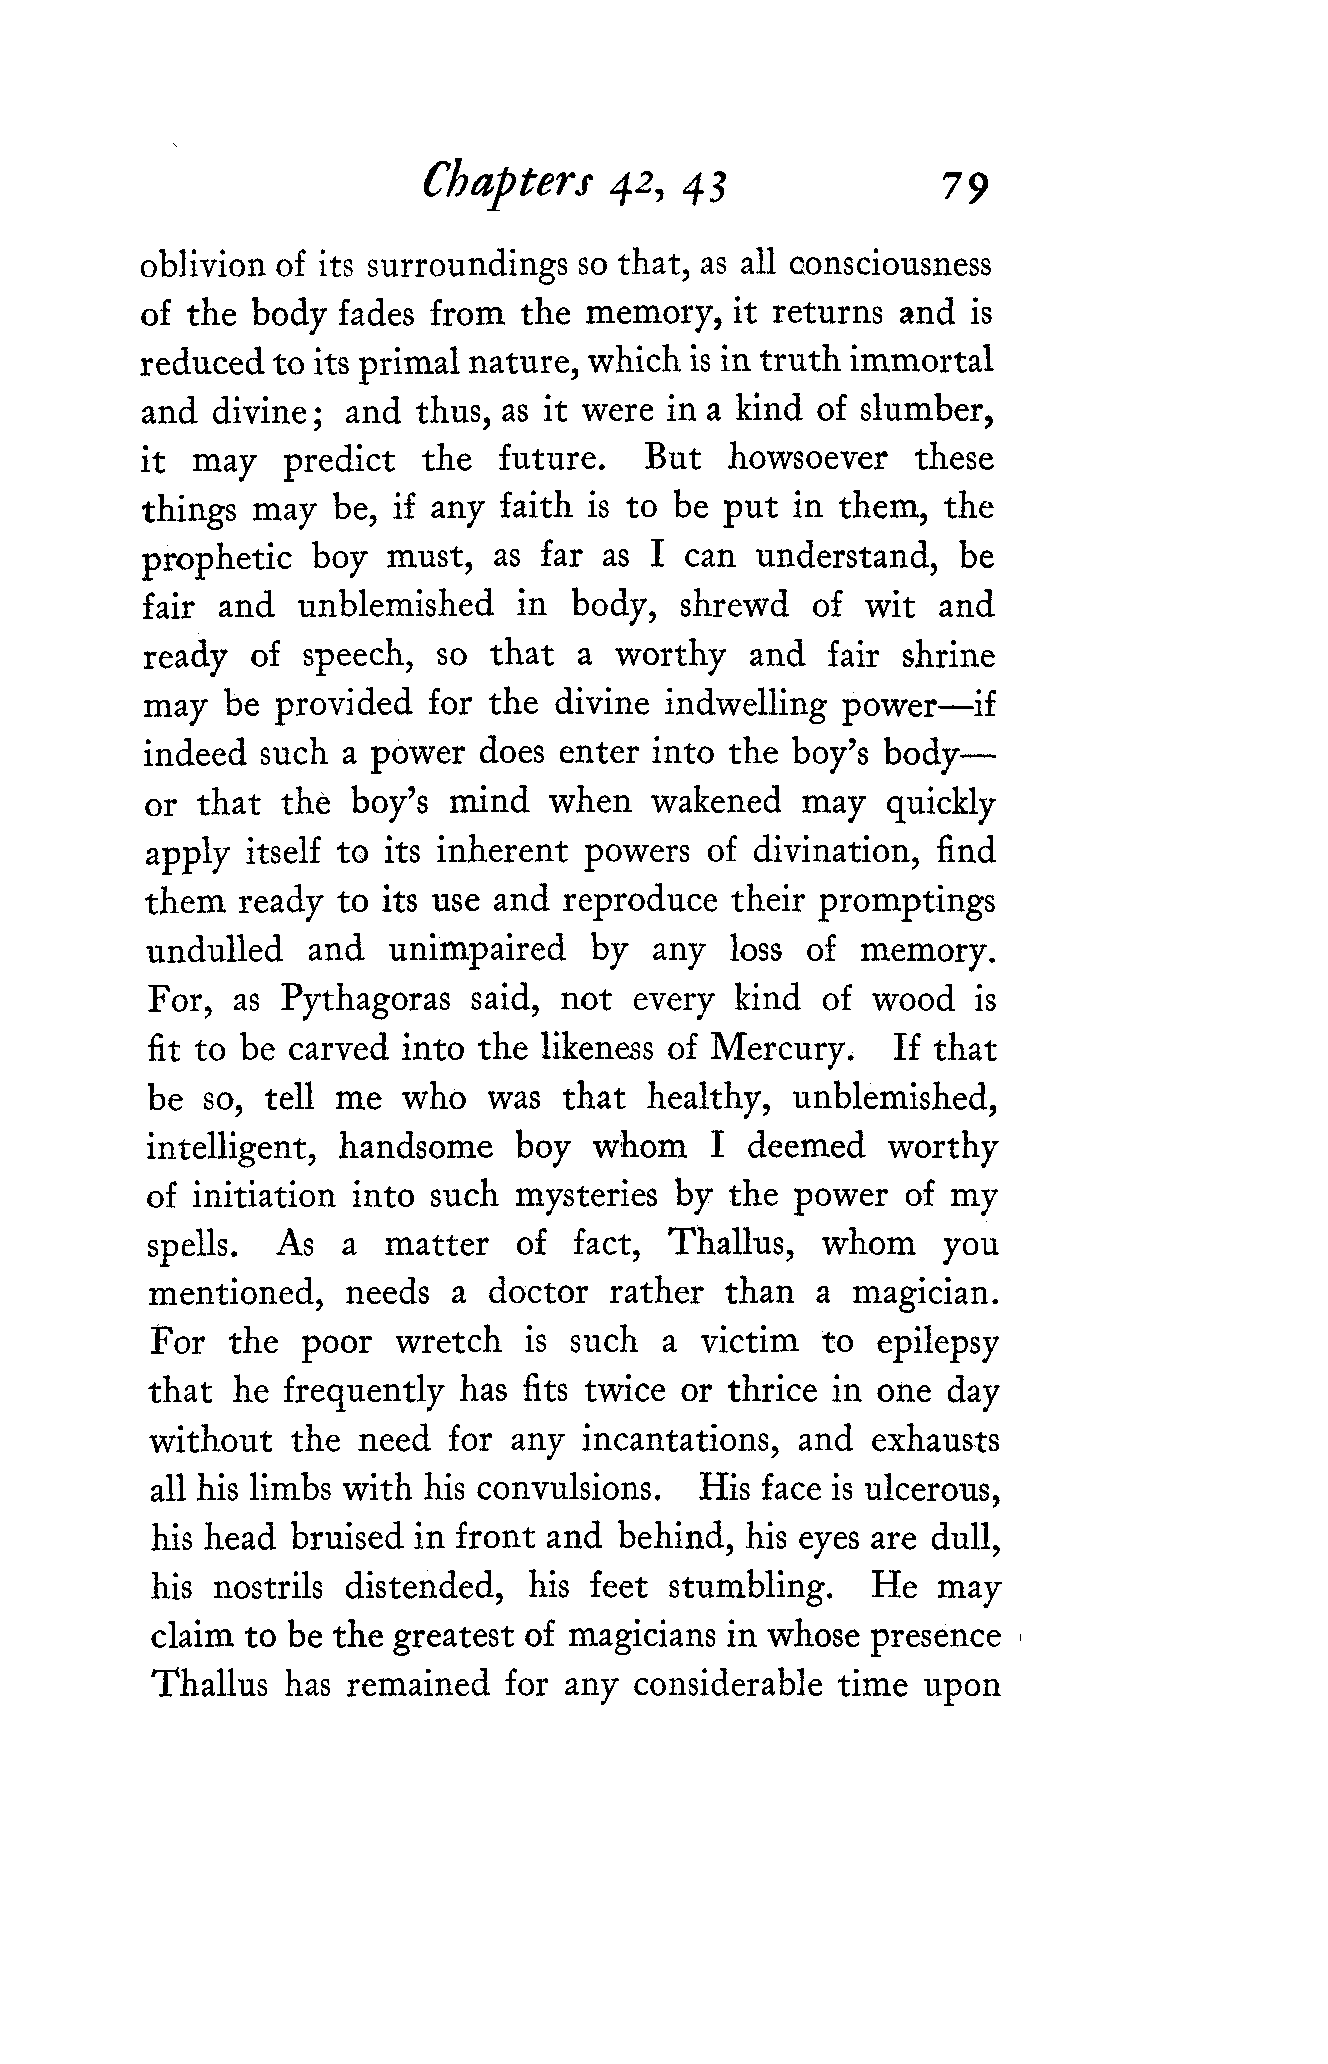 Chapters 42, 43 79
oblivion of its surroundings so that, as all consciousness
of the body fades from the memory, it returns and is
reduced to its primal nature, which is in truth immortal
and divine; and thus, as it were in a kind of slumber,
it may predict the future. But howsoever these
things may be, if any faith is to be put in them, the
prophetic boy must, as far as I can understand, be
fair and unblemished in body, shrewd of wit and
ready of speech, so that a worthy and fair shrine
may be provided for the divine indwelling power—if
indeed such a power does enter into the boy's body—
or that the boy's mind when wakened may quickly
apply itself to its inherent powers of divination, find
them ready to its use and reproduce their promptings
undulled and unimpaired by any loss of memory.
For, as Pythagoras said, not every kind of wood is
fit to be carved into the likeness of Mercury. If that
be so, tell me who was that healthy, unblemished,
intelligent, handsome boy whom I deemed worthy
of initiation into such mysteries by the power of my
spells. As a matter of fact, Thallus, whom you
mentioned, needs a doctor rather than a magician.
For the poor wretch is such a victim to epilepsy
that he frequently has fits twice or thrice in one day
without the need for any incantations, and exhausts
all his limbs with his convulsions. His face is ulcerous,
his head bruised in front and behind, his eyes are dull,
his nostrils distended, his feet stumbling. He may
claim to be the greatest of magicians in whose presence
Thallus has remained for any considerable time upon